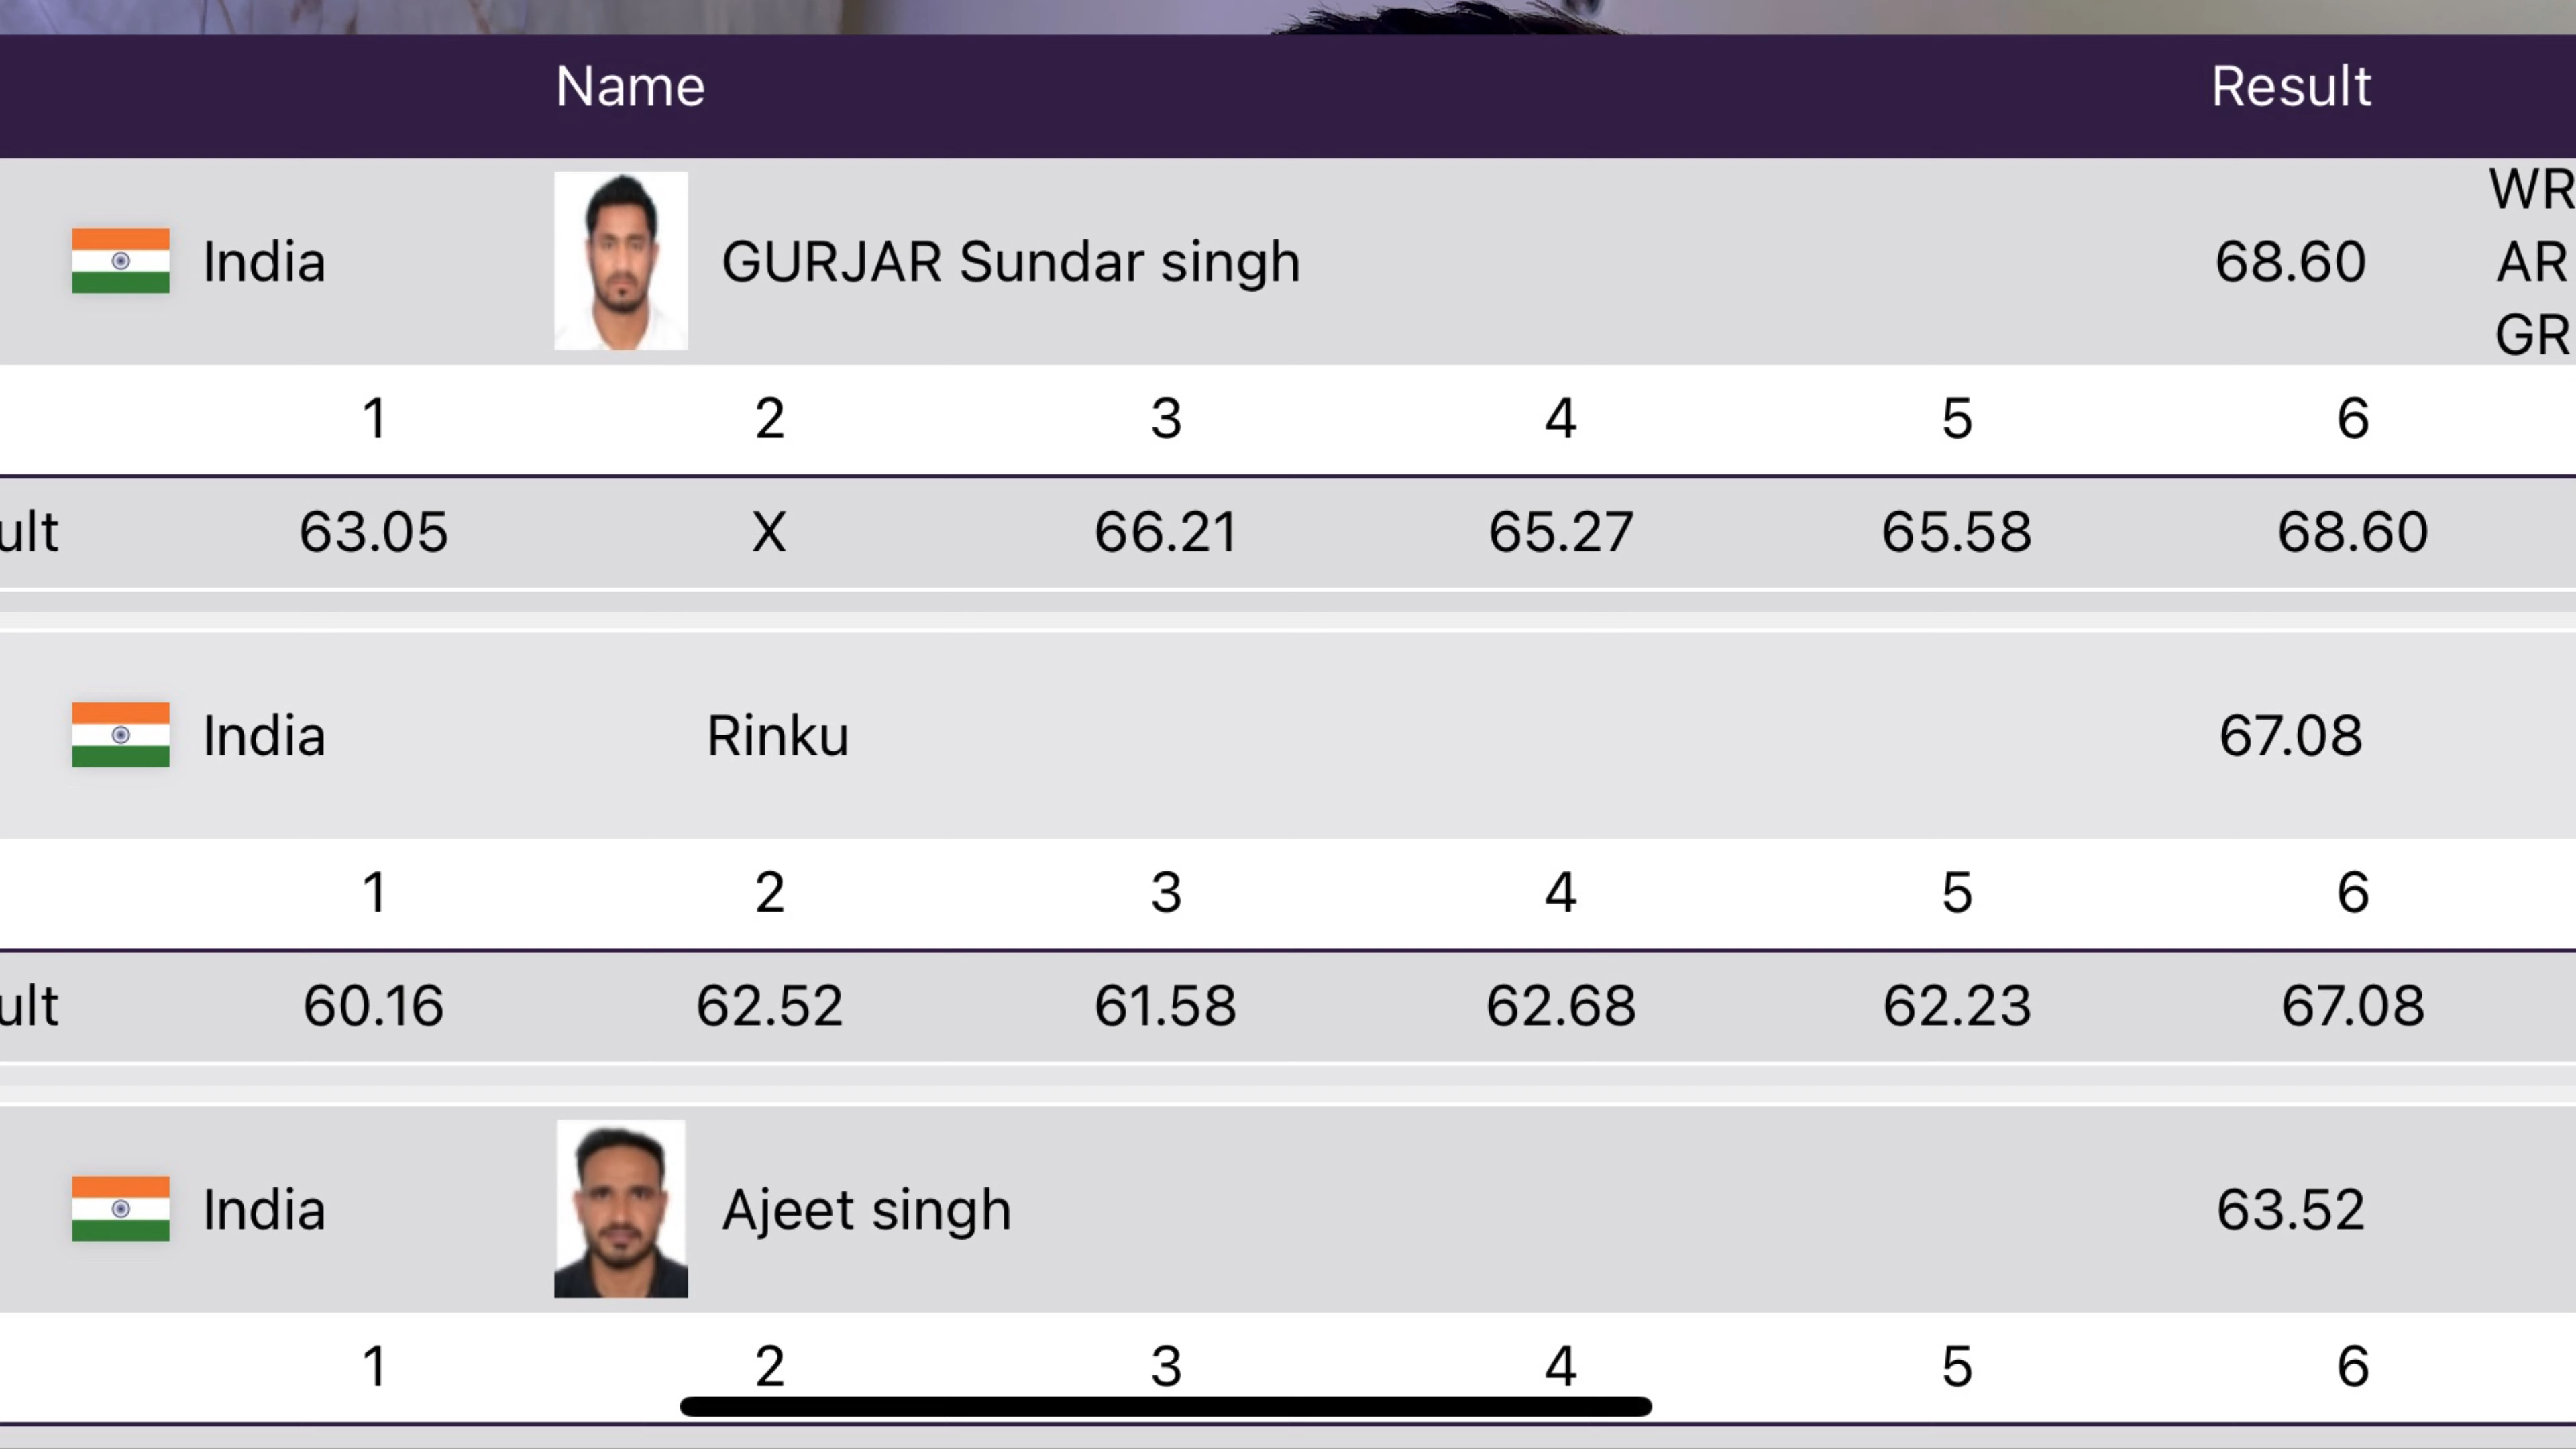 Name Result
India GURJAR Sundar singh 68.60 WR
AR
GR
1 2 3 4 5 6
ult 63.05 X 66.21 65.27 65.58 68.60
India Rinku 67.08
1 2 3 4 5 6
ult 60.16 62.52 61.58 62.68 62.23 67.08
India Ajeet singh 63.52
1 2 3 4 5 6